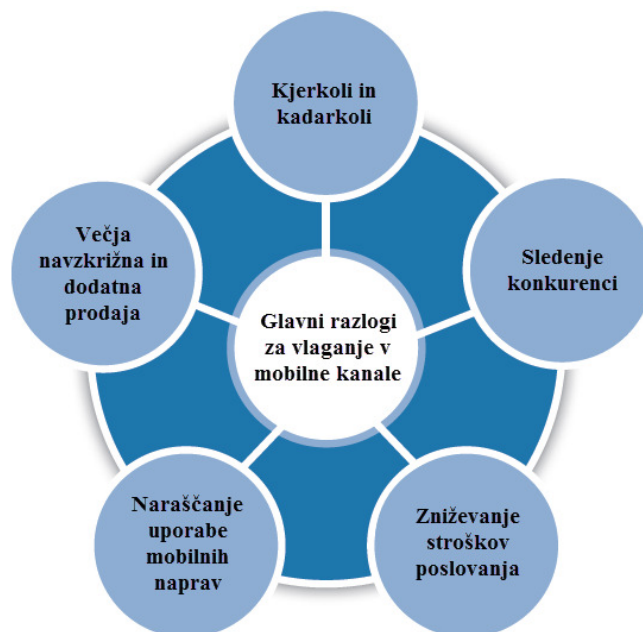 Kjerkoli in
kadarkoli
Večja
navzkrižna in
dodatna
prodaja
Sledenje
konkurenci
Glavni razlogi
za vlaganje v
mobilne kanale
Naraščanje
uporabe
mobilnih
naprav
Zniževanje
stroškov
poslovanja